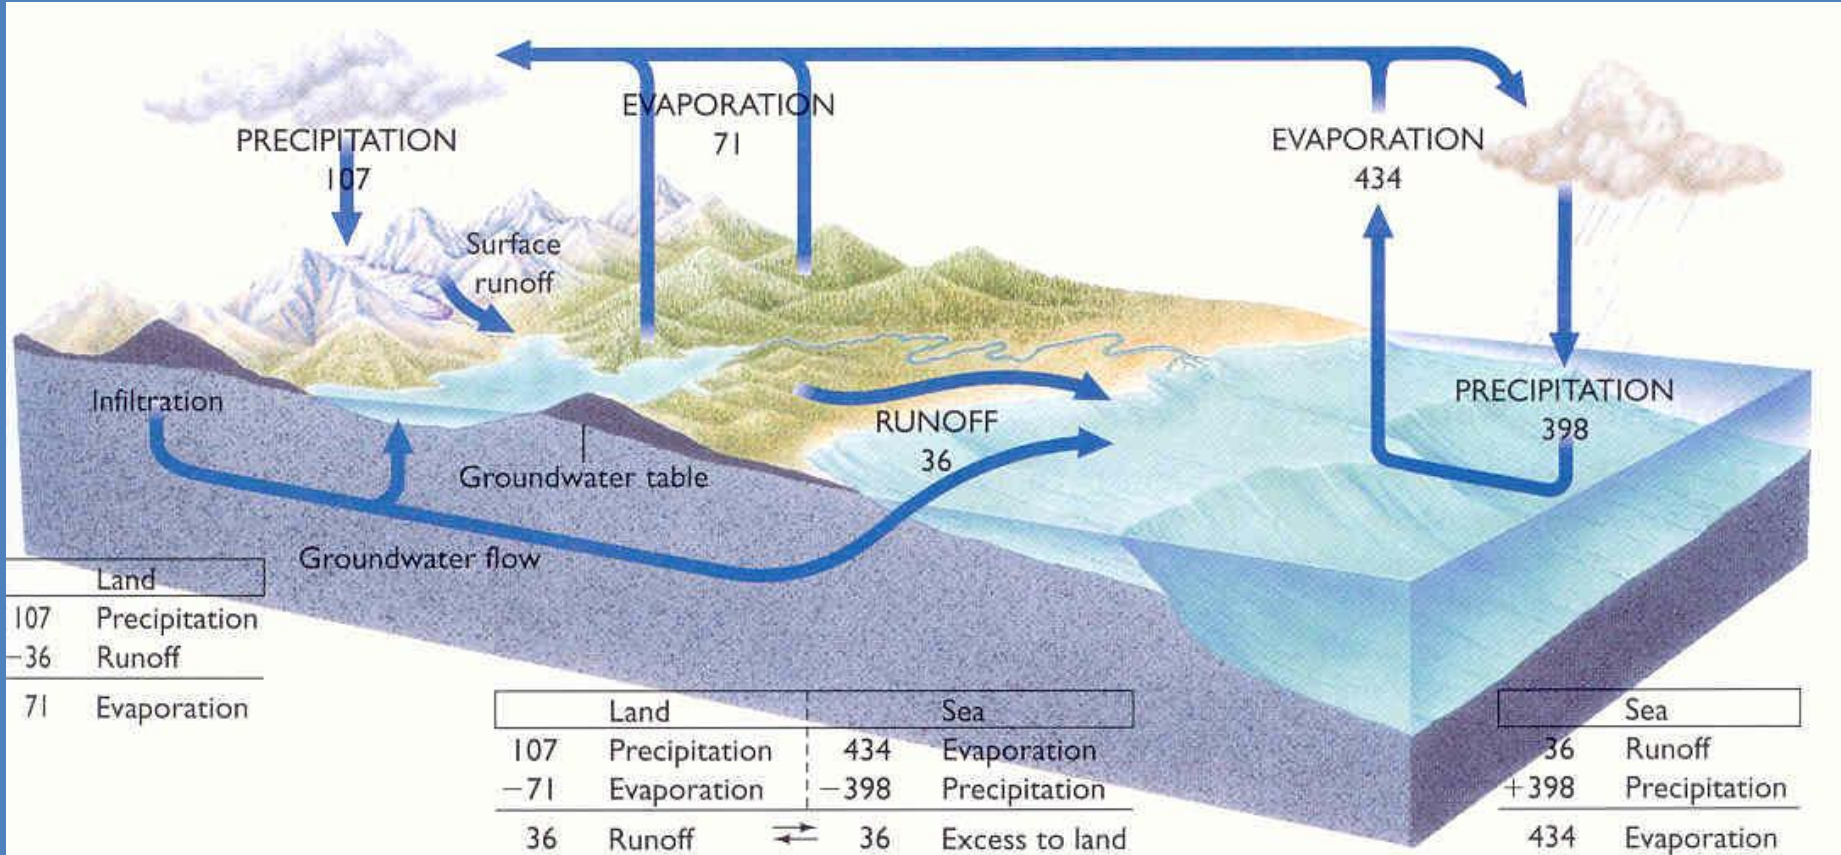 PRECIPITATION
107
EVAPORATION
71
EVAPORATION
434
Surface
runoff
PRECIPITATION
398
Infiltration
RUNOFF
36
Groundwater table
Groundwater flow
Land
107 Precipitation
−36 Runoff
71 Evaporation
Land Sea
107 Precipitation 434 Evaporation
−71 Evaporation −398 Precipitation
36 Runoff ⇄ 36 Excess to land
Sea
36 Runoff
+398 Precipitation
434 Evaporation